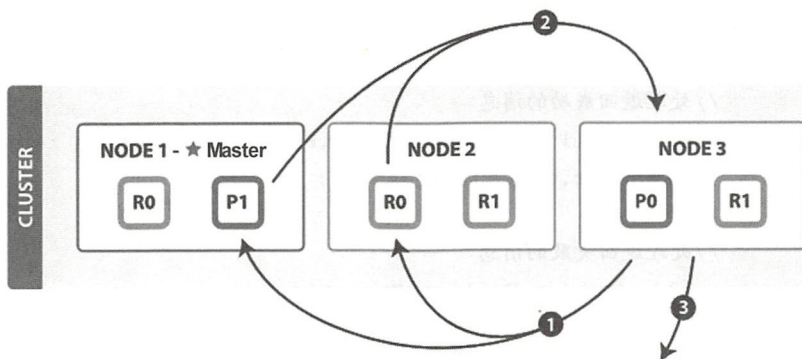 2
CLUSTER
NODE 1 - ★ Master
R0
P1
NODE 2
R0
R1
NODE 3
P0
R1
1
3